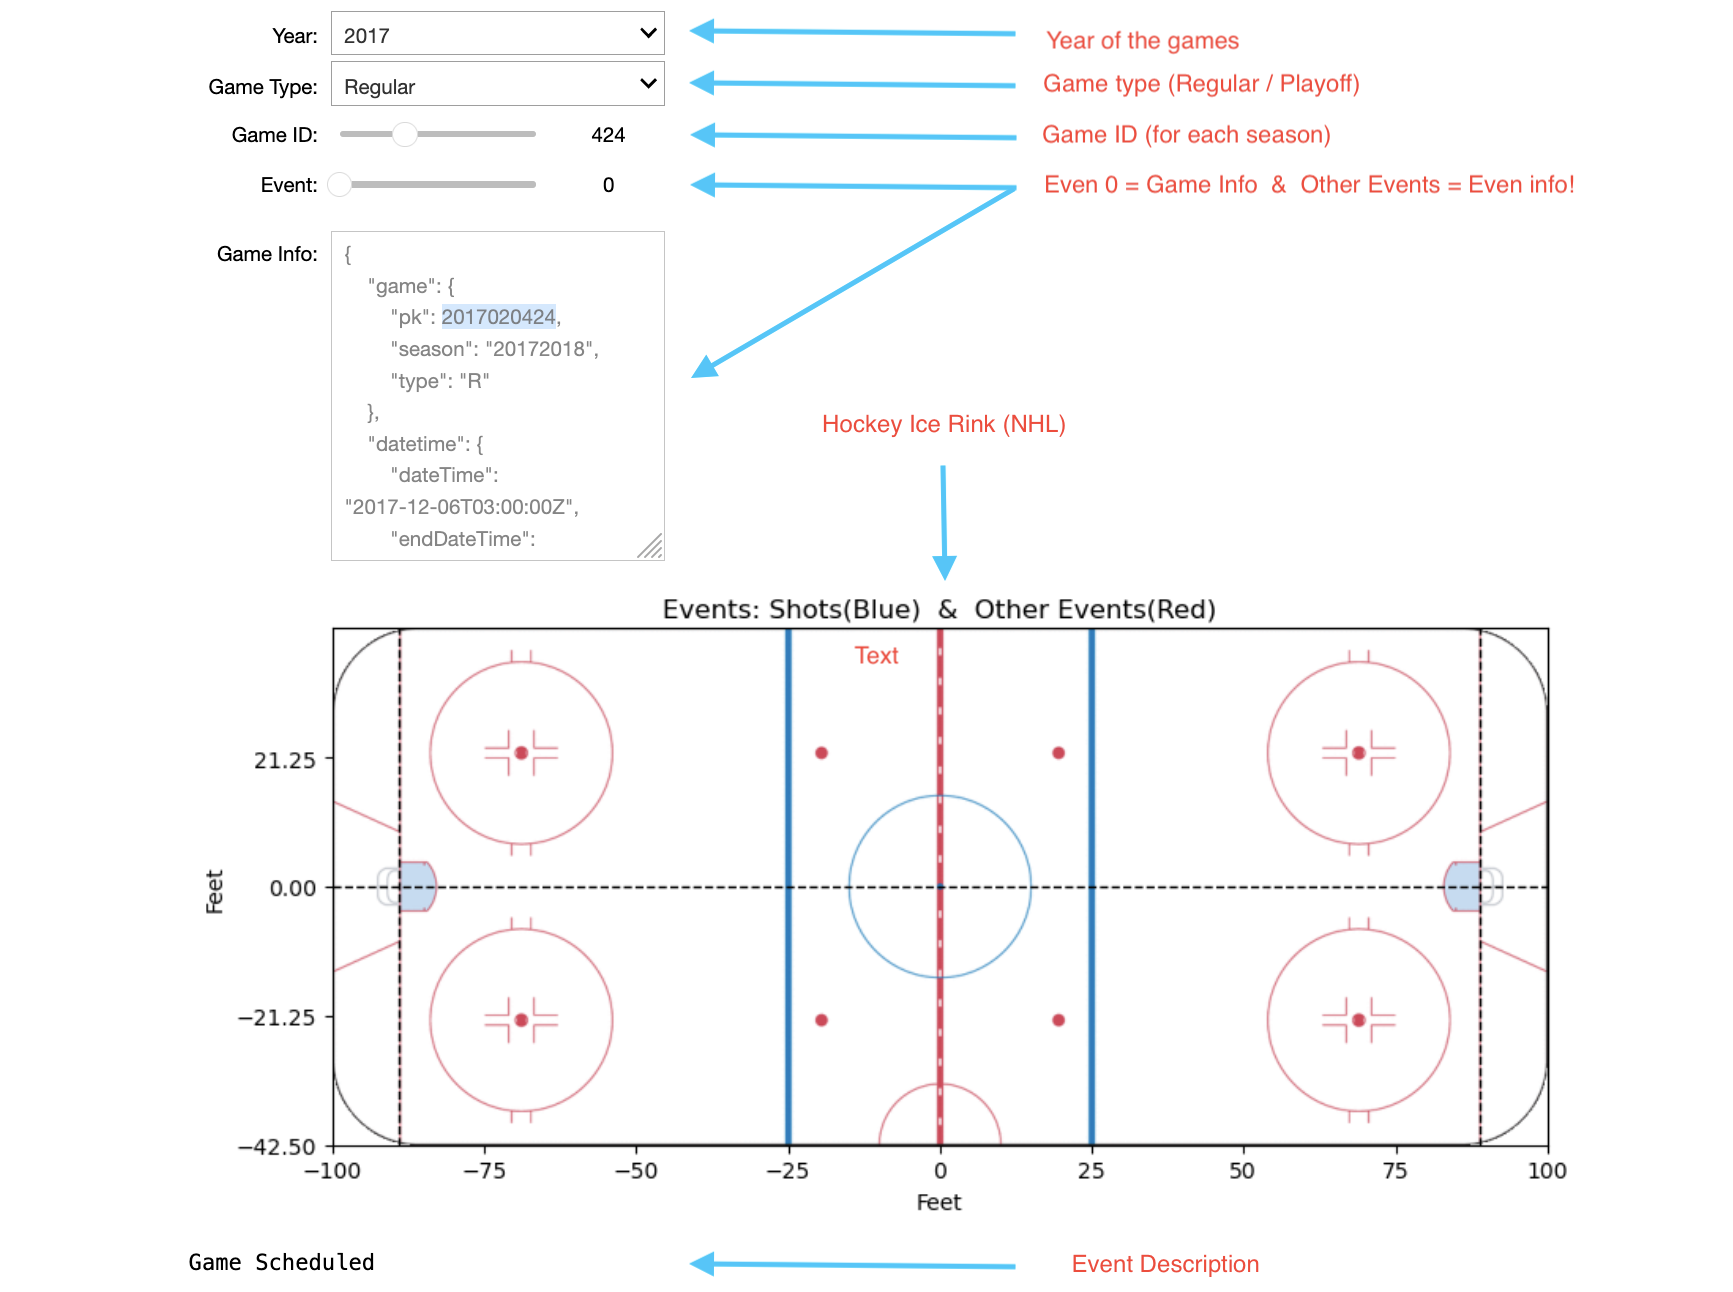 Year: 2017 Year of the games
Game Type: Regular Game type (Regular / Playoff)
Game ID: 424 Game ID (for each season)
Event: 0 Even 0 = Game Info & Other Events = Even info!
Game Info: {
"game": {
"pk": 2017020424,
"season": "20172018",
"type": "R"
},
"datetime": {
"dateTime":
"2017-12-06T03:00:00Z",
"endDateTime":
Hockey Ice Rink (NHL)
Events: Shots(Blue) & Other Events(Red)
Text
21.25
0.00
−21.25
−42.50
Feet
−100 −75 −50 −25 0 25 50 75 100
Feet
Game Scheduled Event Description